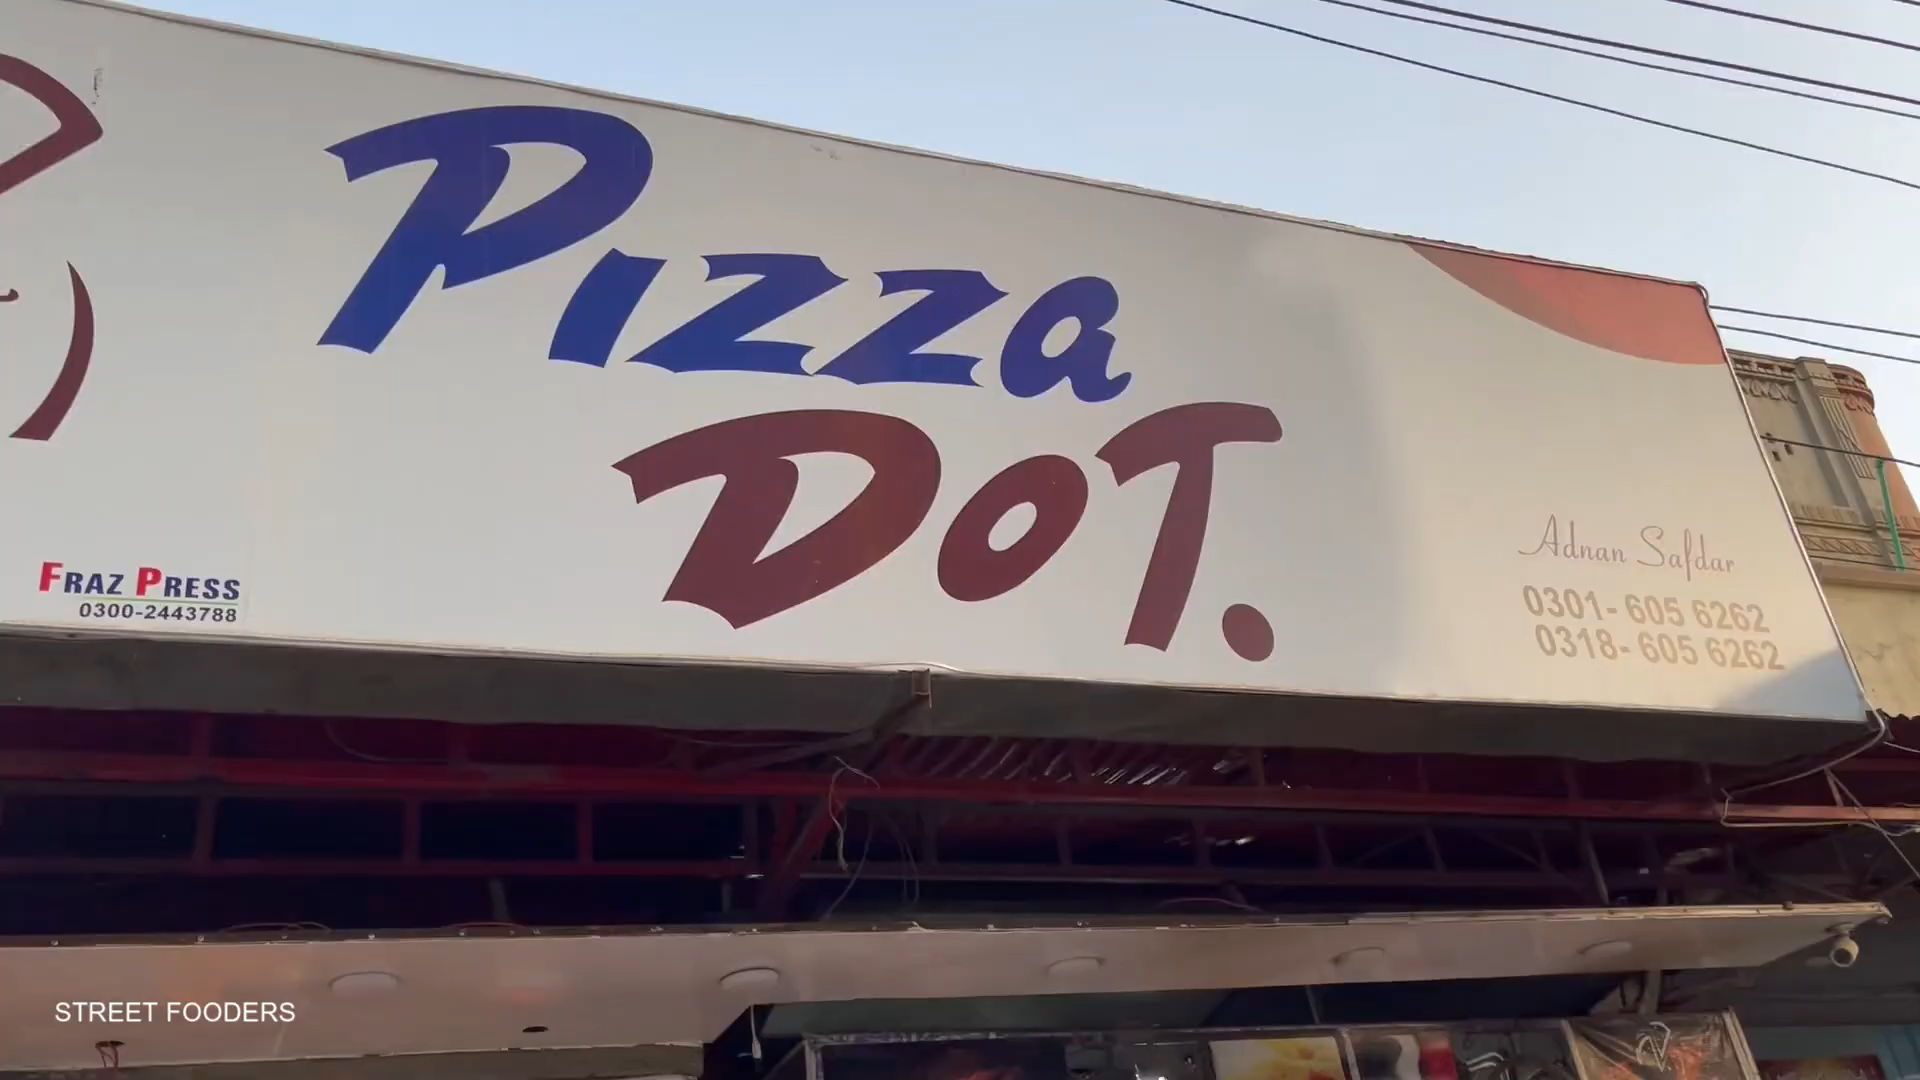 Pizza
DoT.
Adnan Safdar
0301- 605 6262
0318- 605 6262
FRAZ PRESS
0300-2443788
STREET FOODERS